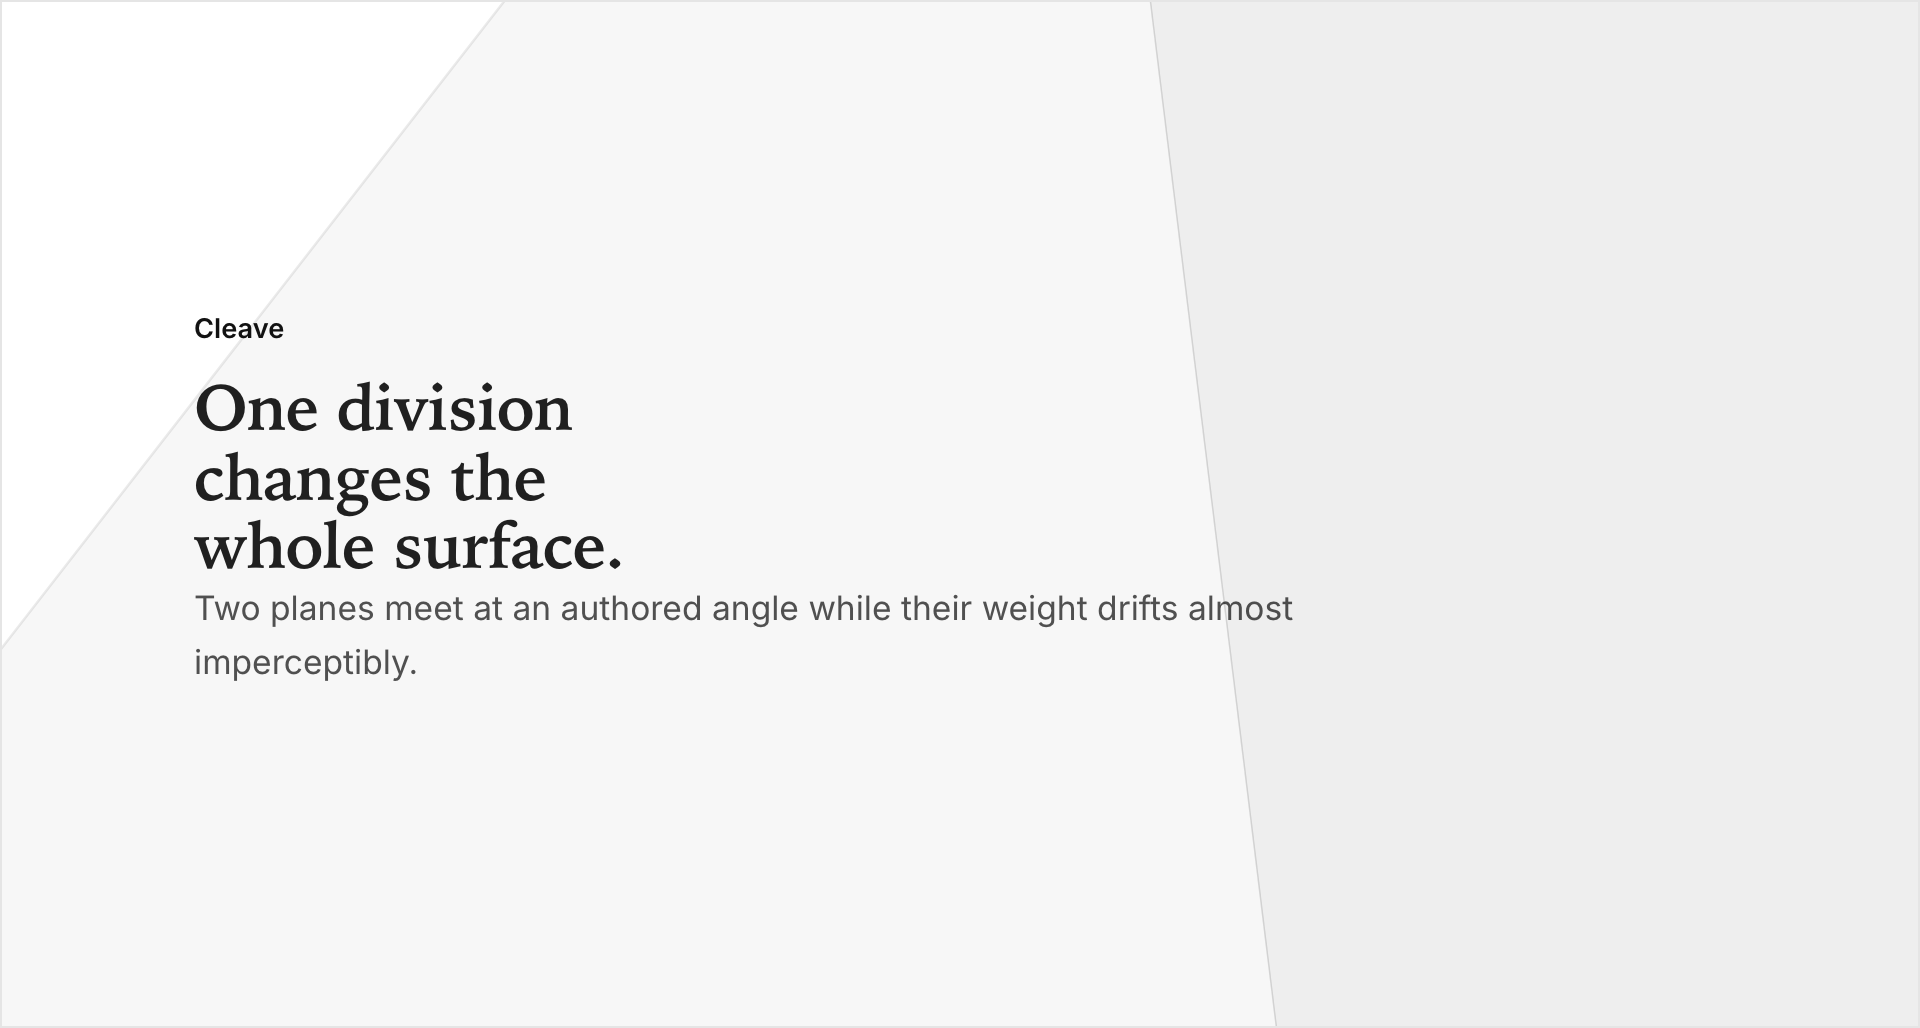 Cleave
One division
changes the
whole surface.
Two planes meet at an authored angle while their weight drifts almost
imperceptibly.